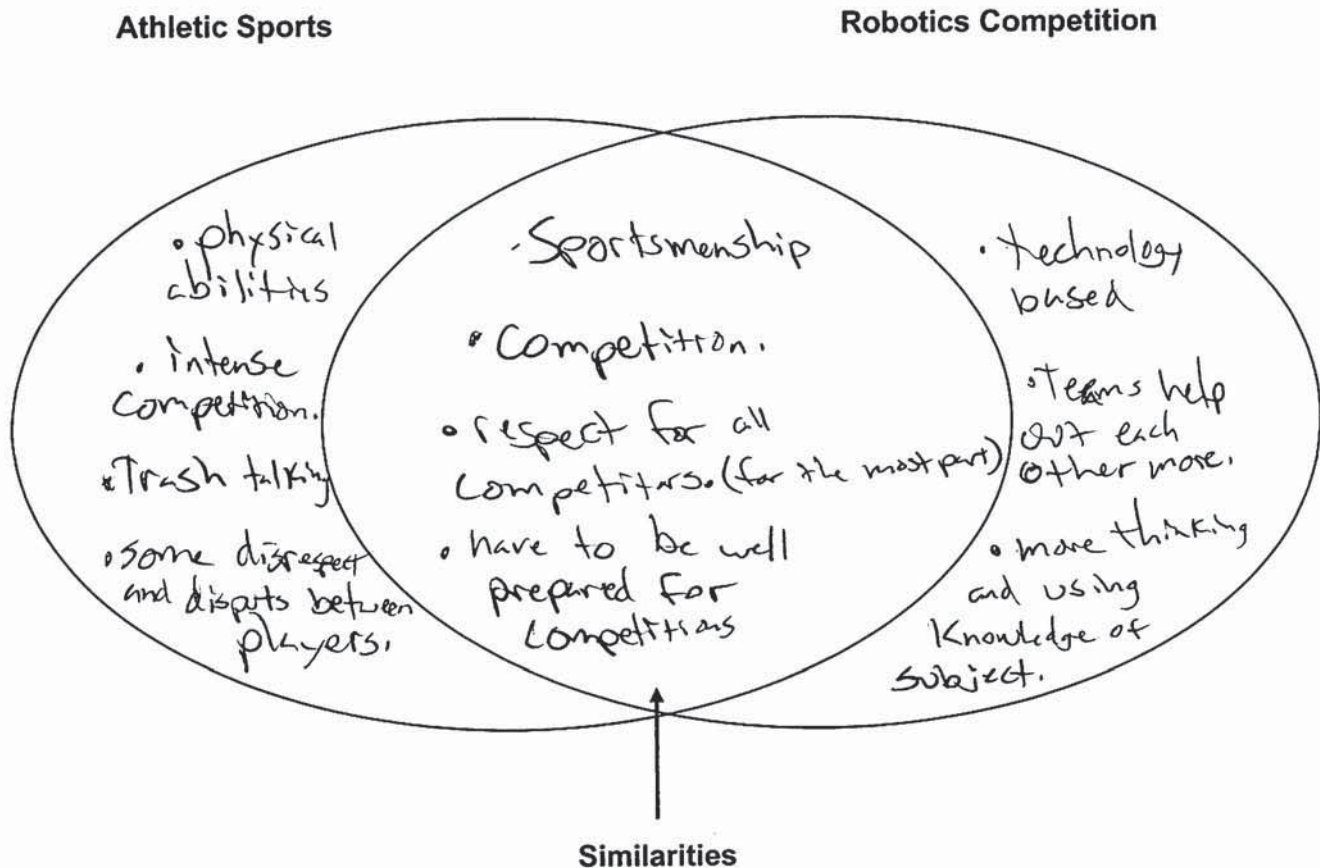 Athletic Sports
Robotics Competition
• physical
abilities
• intense
competition.
• Trash talking
• some disrespect
and disputs between
players.
• Sportsmenship
• Competition.
• respect for all
competitors. (for the most part)
• have to be well
prepared for
competitions
• technology
based
• Teams help
out each
other more.
• more thinking
and using
Knowledge of
subject.
Similarities